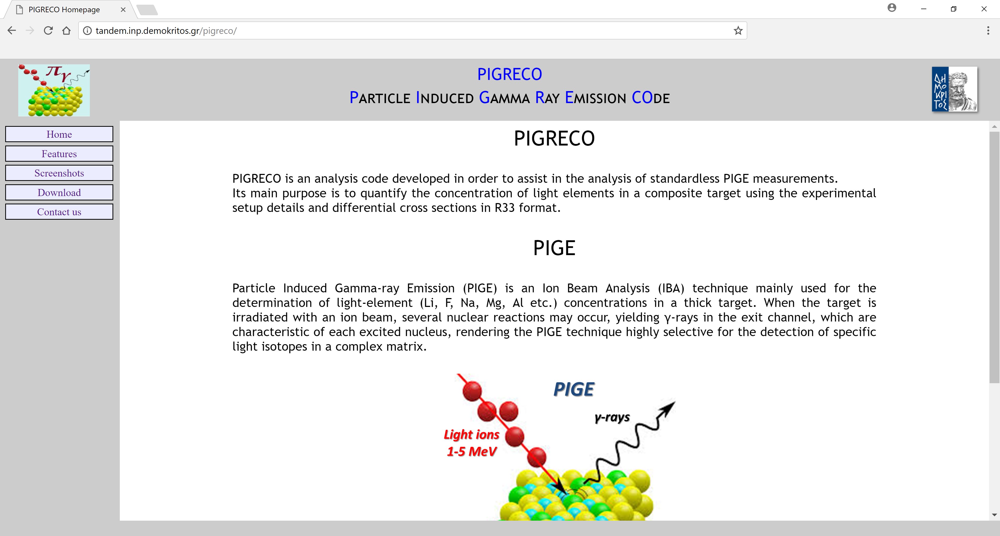 PIGRECO Homepage
tandem.inp.demokritos.gr/pigreco/
πγ
PIGRECO
PARTICLE INDUCED GAMMA RAY EMISSION CODE
ΔΗ
ΜΟ
ΚΡΙ
ΤΟΣ
Home
Features
Screenshots
Download
Contact us
PIGRECO
PIGRECO is an analysis code developed in order to assist in the analysis of standardless PIGE measurements.
Its main purpose is to quantify the concentration of light elements in a composite target using the experimental
setup details and differential cross sections in R33 format.
PIGE
Particle Induced Gamma-ray Emission (PIGE) is an Ion Beam Analysis (IBA) technique mainly used for the
determination of light-element (Li, F, Na, Mg, Al etc.) concentrations in a thick target. When the target is
irradiated with an ion beam, several nuclear reactions may occur, yielding γ-rays in the exit channel, which are
characteristic of each excited nucleus, rendering the PIGE technique highly selective for the detection of specific
light isotopes in a complex matrix.
PIGE
γ-rays
Light ions
1-5 MeV